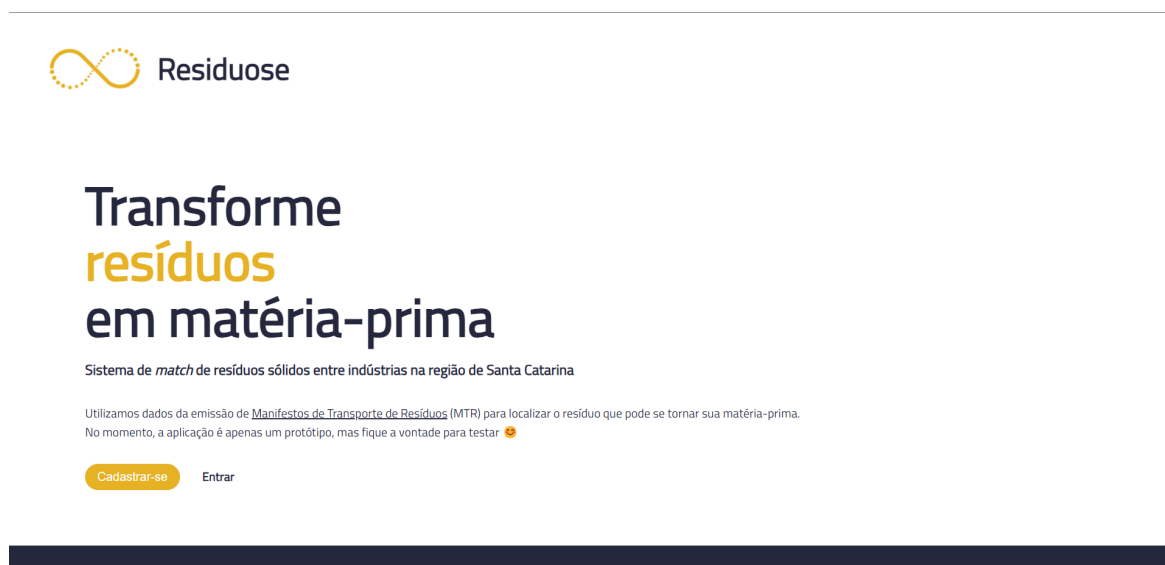 Residuose
Transforme
resíduos
em matéria-prima
Sistema de match de resíduos sólidos entre indústrias na região de Santa Catarina
Utilizamos dados da emissão de Manifestos de Transporte de Resíduos (MTR) para localizar o resíduo que pode se tornar sua matéria-prima.
No momento, a aplicação é apenas um protótipo, mas fique a vontade para testar 😊
Cadastrar-se
Entrar